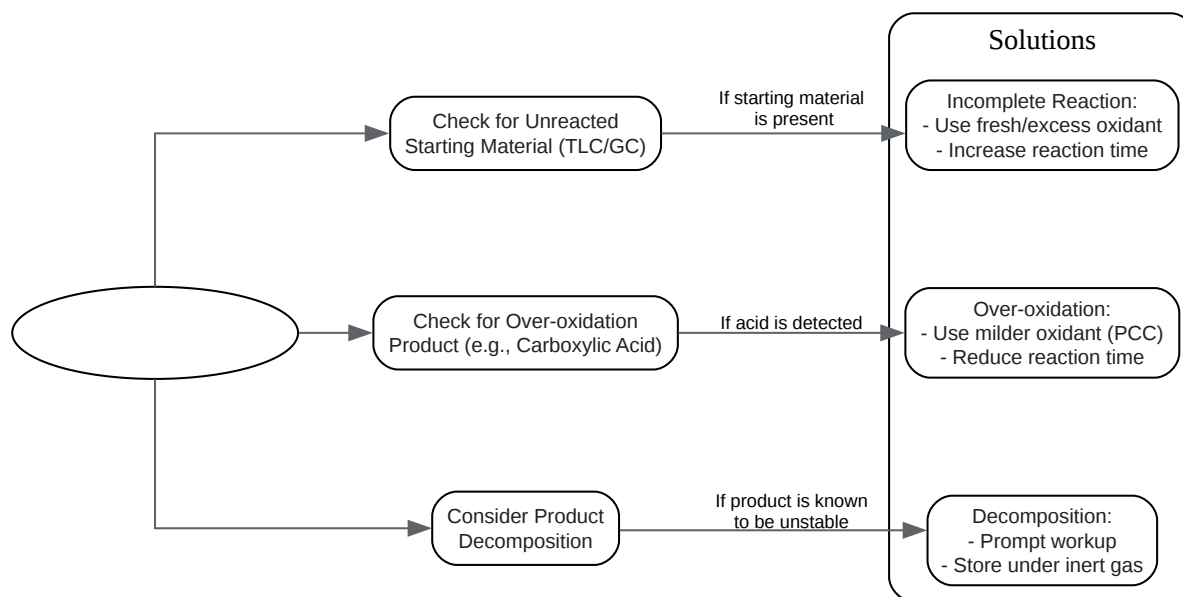 Solutions
If starting material
is present
Check for Unreacted
Starting Material (TLC/GC)
Incomplete Reaction:
- Use fresh/excess oxidant
- Increase reaction time
Check for Over-oxidation
Product (e.g., Carboxylic Acid)
If acid is detected
Over-oxidation:
- Use milder oxidant (PCC)
- Reduce reaction time
Consider Product
Decomposition
If product is known
to be unstable
Decomposition:
- Prompt workup
- Store under inert gas